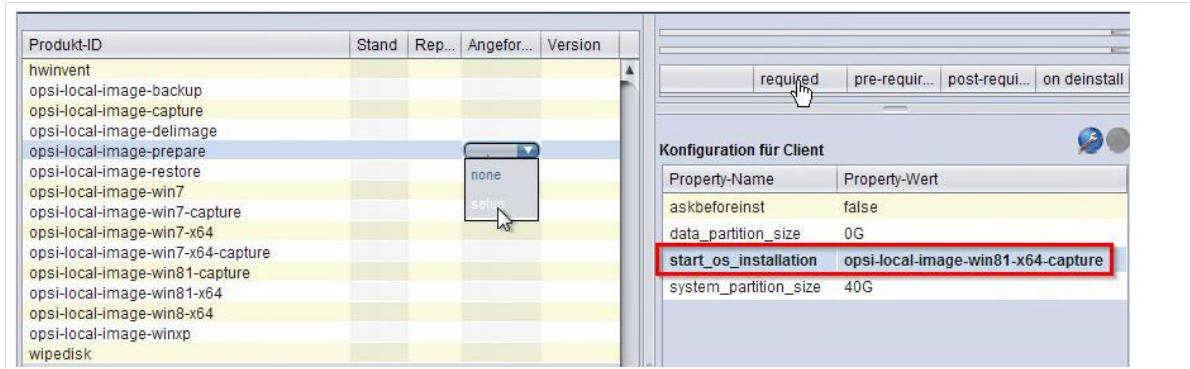 Produkt-ID Stand Rep... Angefor... Version
hwinvent
opsi-local-image-backup
opsi-local-image-capture
opsi-local-image-delimage
opsi-local-image-prepare
opsi-local-image-restore
opsi-local-image-win7
opsi-local-image-win7-capture
opsi-local-image-win7-x64
opsi-local-image-win7-x64-capture
opsi-local-image-win81-capture
opsi-local-image-win81-x64
opsi-local-image-win8-x64
opsi-local-image-winxp
wipedisk
none
setup
required pre-requir... post-requi... on deinstall
Konfiguration für Client
Property-Name Property-Wert
askbeforeinst false
data_partition_size 0G
start_os_installation opsi-local-image-win81-x64-capture
system_partition_size 40G